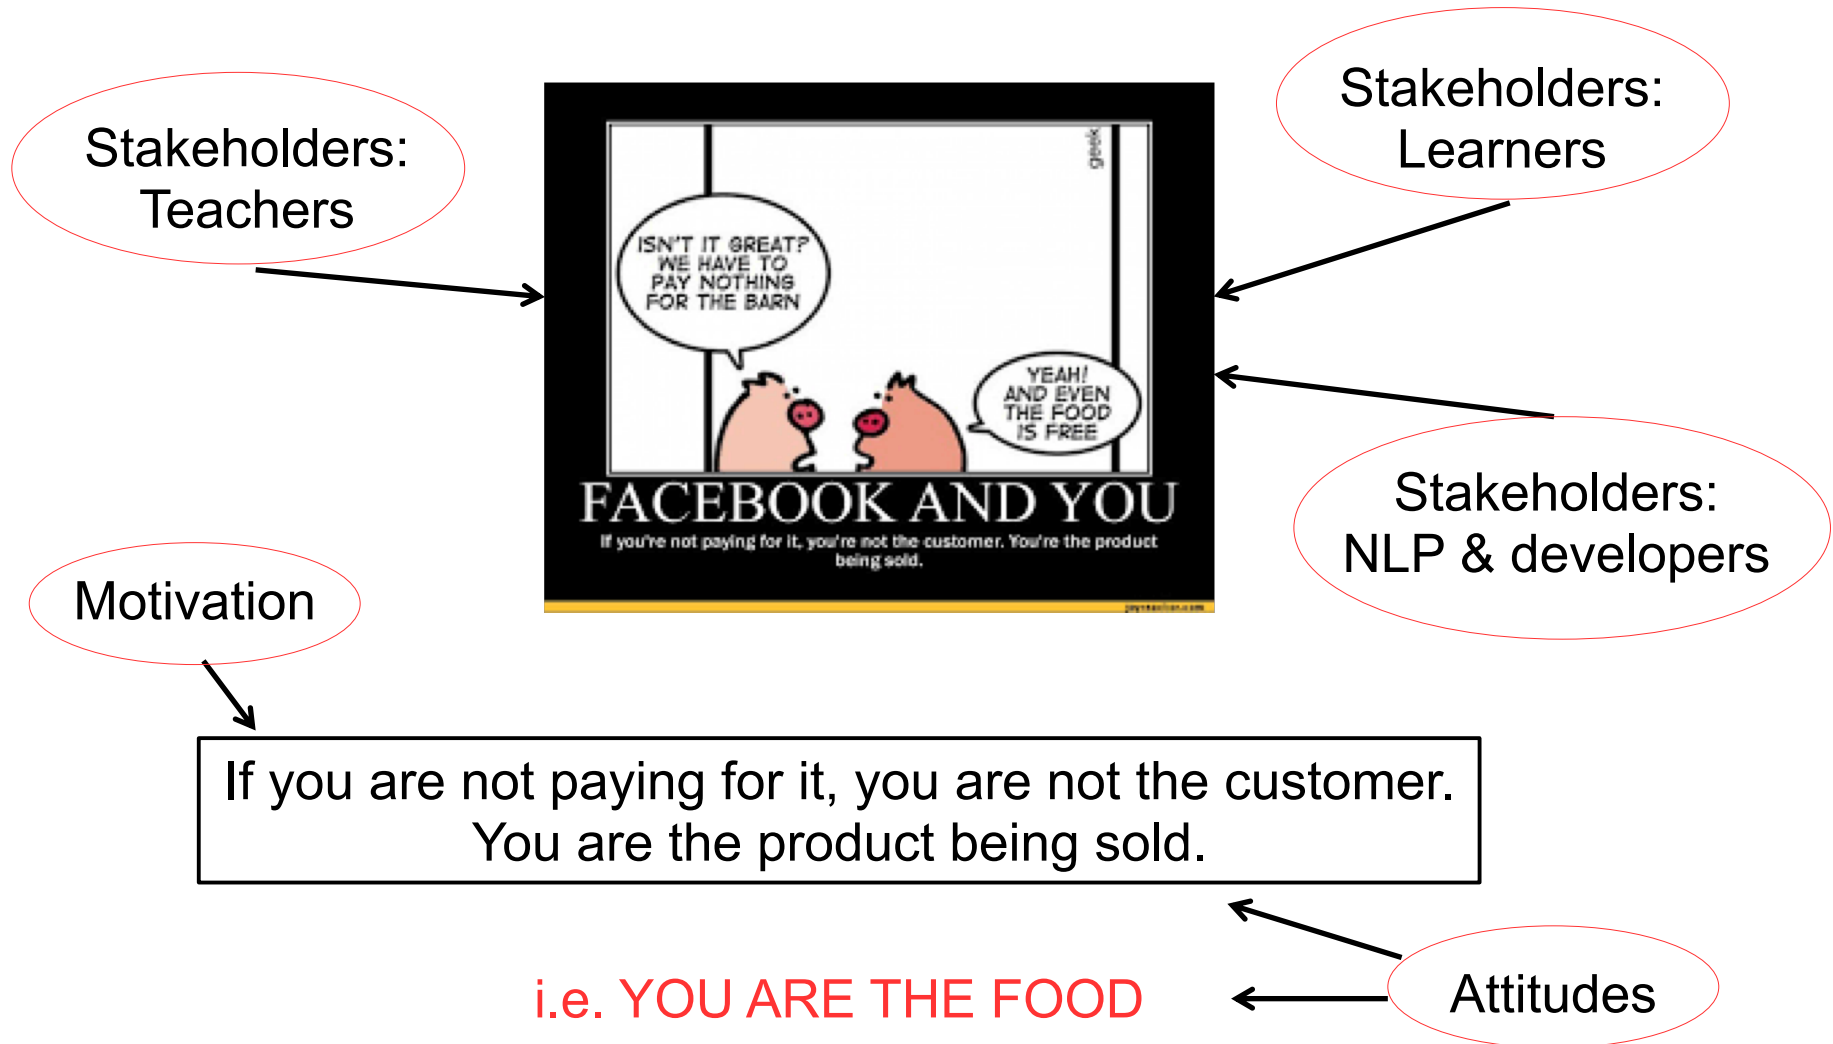 Stakeholders:
Teachers
Stakeholders:
Learners
geek
ISN'T IT GREAT?
WE HAVE TO
PAY NOTHING
FOR THE BARN
YEAH!
AND EVEN
THE FOOD
IS FREE
FACEBOOK AND YOU
If you're not paying for it, you're not the customer. You're the product
being sold.
Stakeholders:
NLP & developers
Motivation
If you are not paying for it, you are not the customer.
You are the product being sold.
i.e. YOU ARE THE FOOD
Attitudes